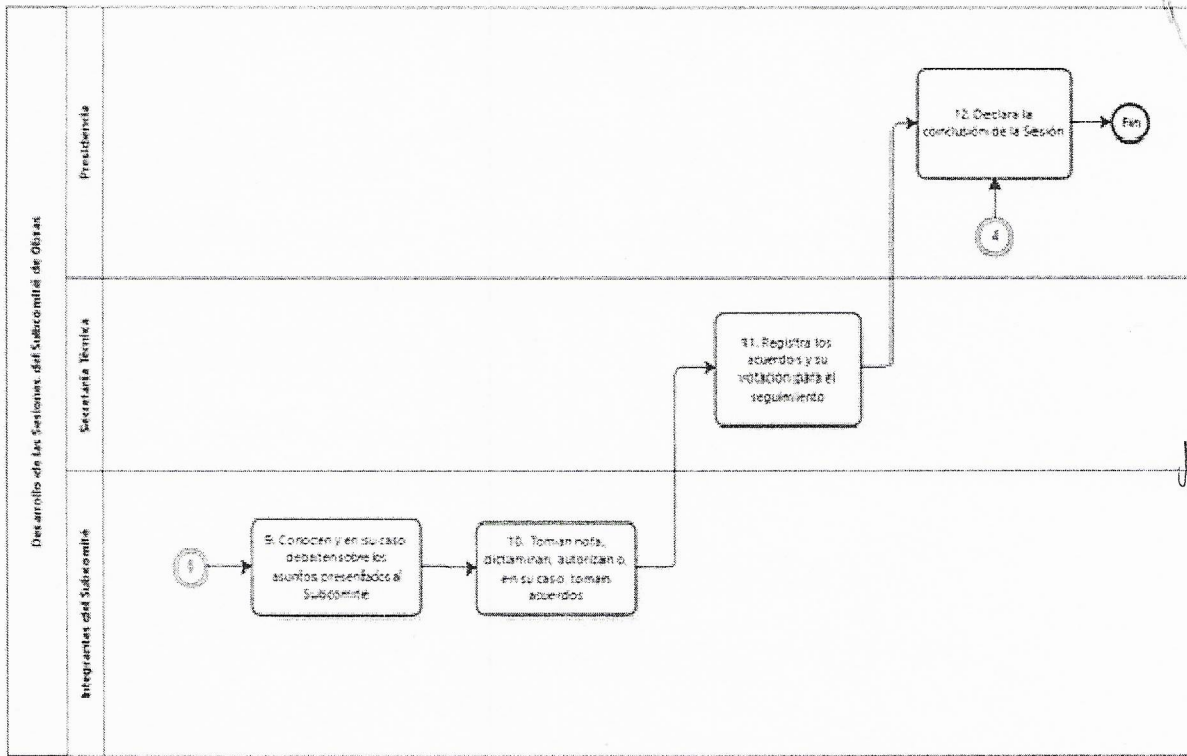 Desarrollo de las Sesiones del Subcomité de Obras
Presidencia
12. Declara la
conclusión de la Sesión
Fin
4
Secretaría Técnica
11. Registra los
acuerdos y su
votación para el
seguimiento
Integrantes del Subcomité
9. Conocen y en su caso
debaten sobre los
asuntos presentados al
Subcomité
10. Toman nota,
dictaminan, autorizan o,
en su caso, toman
acuerdos